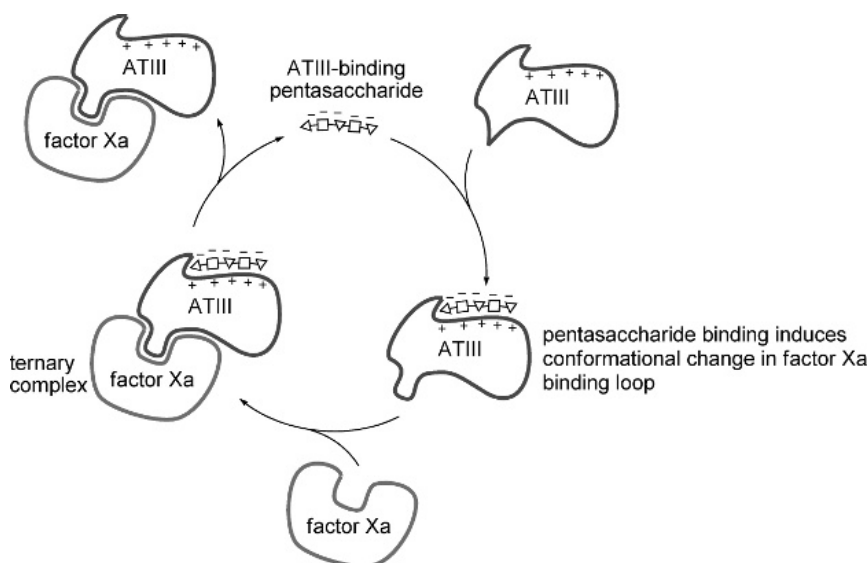 ATIII
+ + + + +
factor Xa
ATIII-binding
pentasaccharide
– – – – –
ATIII
+ + + + +
– – – – –
+ + + + +
ATIII
factor Xa
ternary
complex
– – – – –
+ + + + +
ATIII
pentasaccharide binding induces
conformational change in factor Xa
binding loop
factor Xa